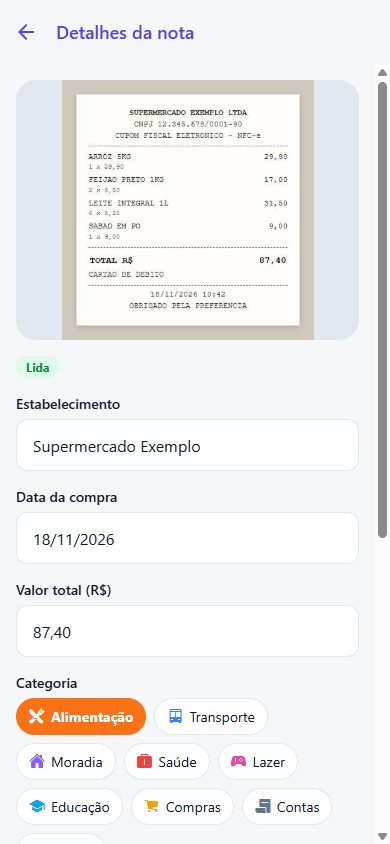 Detalhes da nota
SUPERMERCADO EXEMPLO LTDA
CNPJ 12.345.678/0001-90
CUPOM FISCAL ELETRONICO - NFC-e
ARROZ 5KG 29,90
1 x 29,90
FEIJAO PRETO 1KG 17,00
2 x 8,50
LEITE INTEGRAL 1L 31,50
6 x 5,25
SABAO EM PO 9,00
1 x 9,00
TOTAL R$ 87,40
CARTAO DE DEBITO
18/11/2026 10:42
OBRIGADO PELA PREFERENCIA
Lida
Estabelecimento
Supermercado Exemplo
Data da compra
18/11/2026
Valor total (R$)
87,40
Categoria
Alimentação Transporte
Moradia Saúde Lazer
Educação Compras Contas